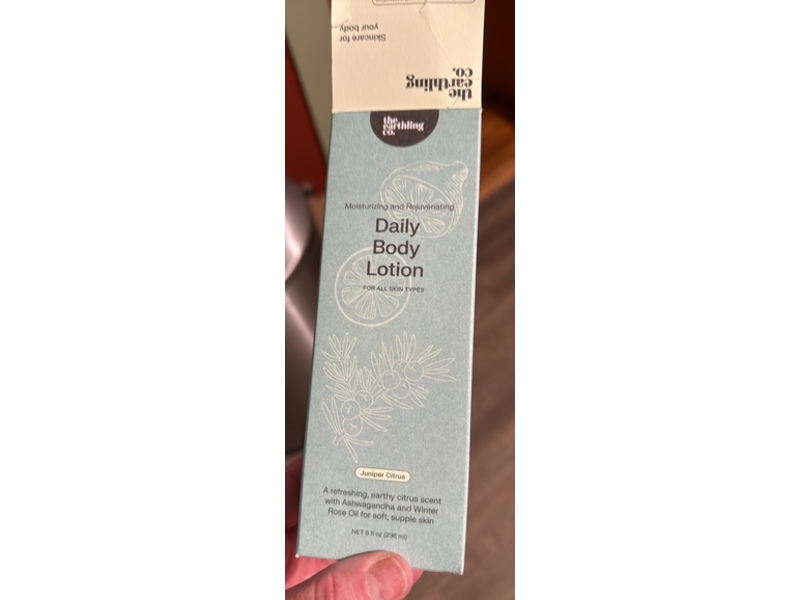 Skincare for
your body
the
earthling
co.
the
earthling
co.
Moisturizing and Rejuvenating
Daily
Body
Lotion
FOR ALL SKIN TYPES
Juniper Citrus
A refreshing, earthy citrus scent
with Ashwagandha and Winter
Rose Oil for soft, supple skin
NET 8 fl oz (236 ml)